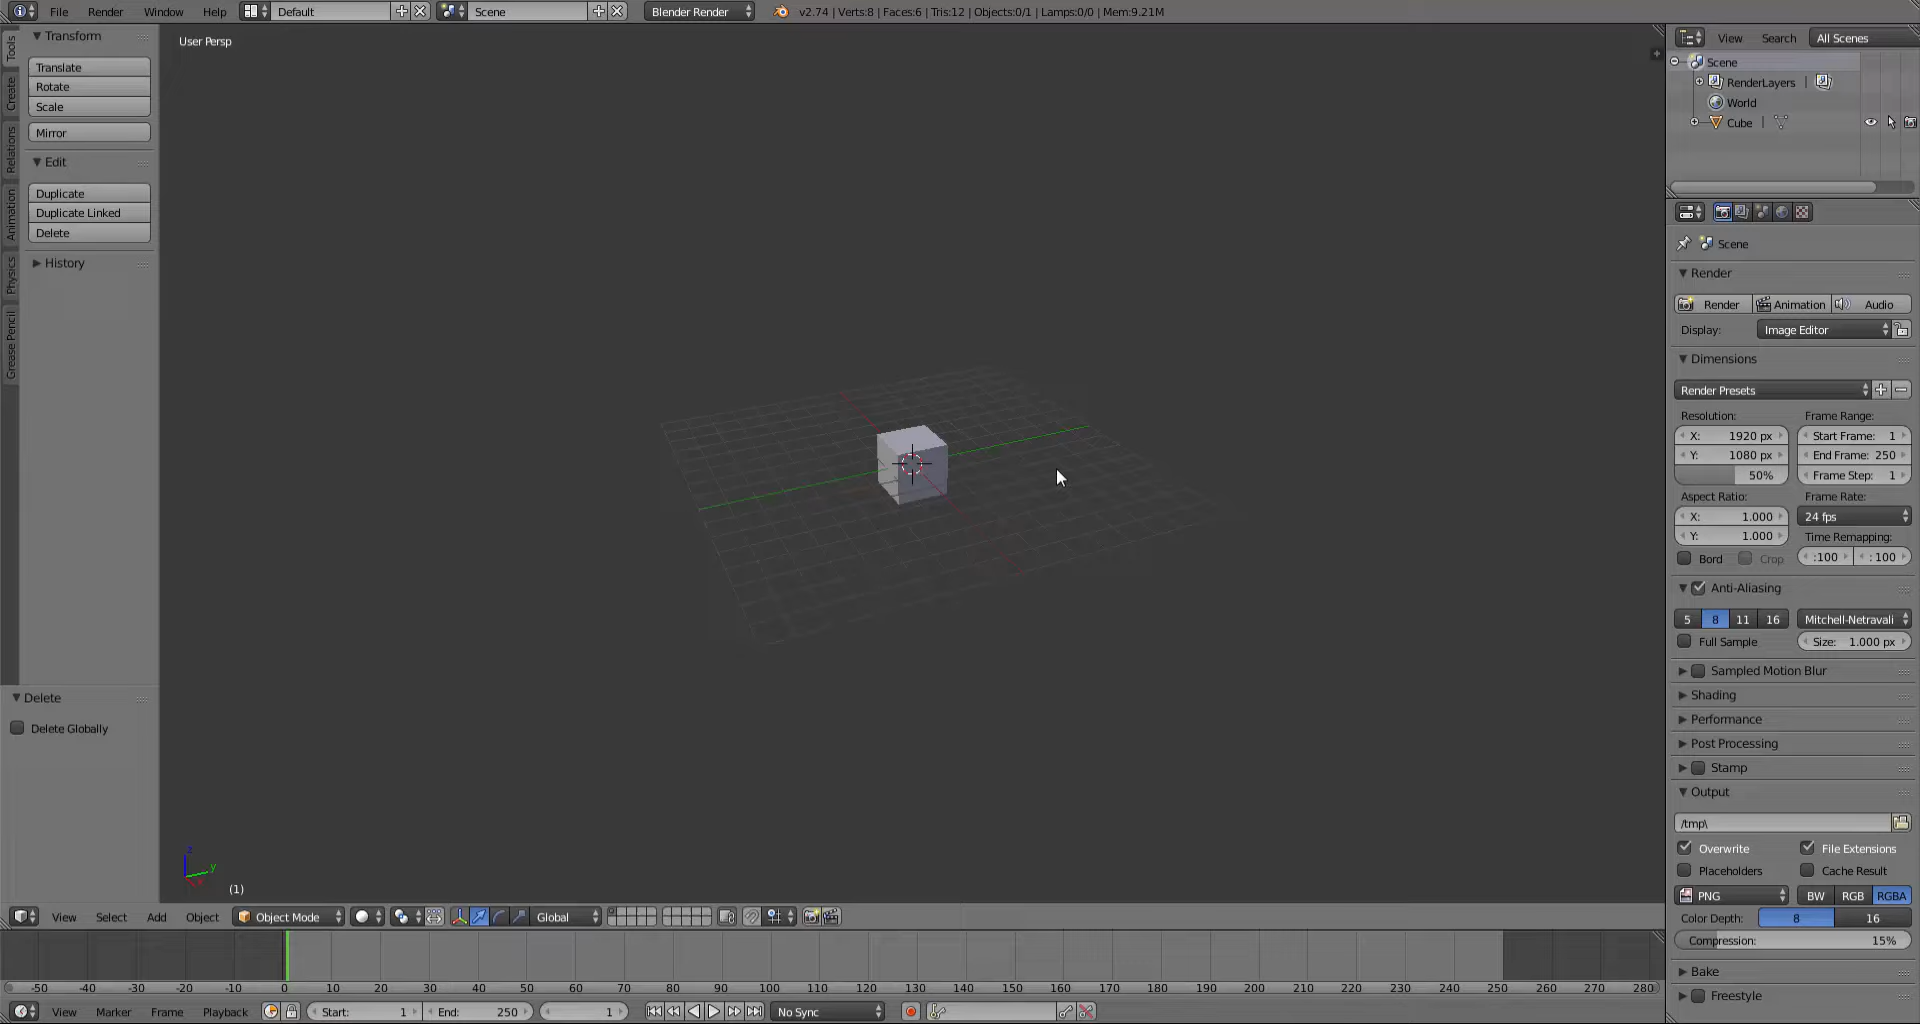 File Render Window Help Default Scene Blender Render v2.74 | Verts:8 | Faces:6 | Tris:12 | Objects:0/1 | Lamps:0/0 | Mem:9.21M
Tools
Create
Relations
Animation
Physics
Grease Pencil
Transform
Translate
Rotate
Scale
Mirror
Edit
Duplicate
Duplicate Linked
Delete
History
Delete
Delete Globally
User Persp
z
y
x
(1)
View Select Add Object Object Mode Global
-50 -40 -30 -20 -10 0 10 20 30 40 50 60 70 80 90 100 110 120 130 140 150 160 170 180 190 200 210 220 230 240 250 260 270 280
View Marker Frame Playback Start: 1 End: 250 1 No Sync
View Search All Scenes
Scene
RenderLayers |
World
Cube |
Scene
Render
Render Animation Audio
Display: Image Editor
Dimensions
Render Presets
Resolution: Frame Range:
X: 1920 px Start Frame: 1
Y: 1080 px End Frame: 250
50% Frame Step: 1
Aspect Ratio: Frame Rate:
X: 1.000 24 fps
Y: 1.000 Time Remapping:
Bord Crop :100 : 100
Anti-Aliasing
5 8 11 16 Mitchell-Netravali
Full Sample Size: 1.000 px
Sampled Motion Blur
Shading
Performance
Post Processing
Stamp
Output
/tmp\
Overwrite File Extensions
Placeholders Cache Result
PNG BW RGB RGBA
Color Depth: 8 16
Compression: 15%
Bake
Freestyle